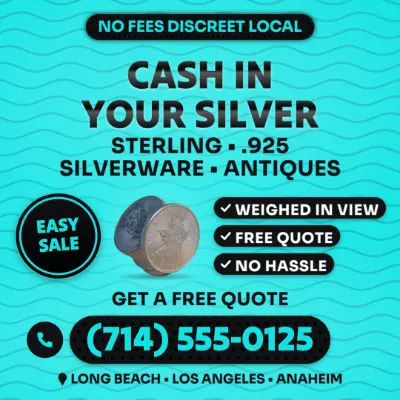 NO FEES DISCREET LOCAL
CASH IN
YOUR SILVER
STERLING • .925
SILVERWARE • ANTIQUES
EASY
SALE
WEIGHED IN VIEW
FREE QUOTE
NO HASSLE
GET A FREE QUOTE
(714) 555-0125
LONG BEACH • LOS ANGELES • ANAHEIM